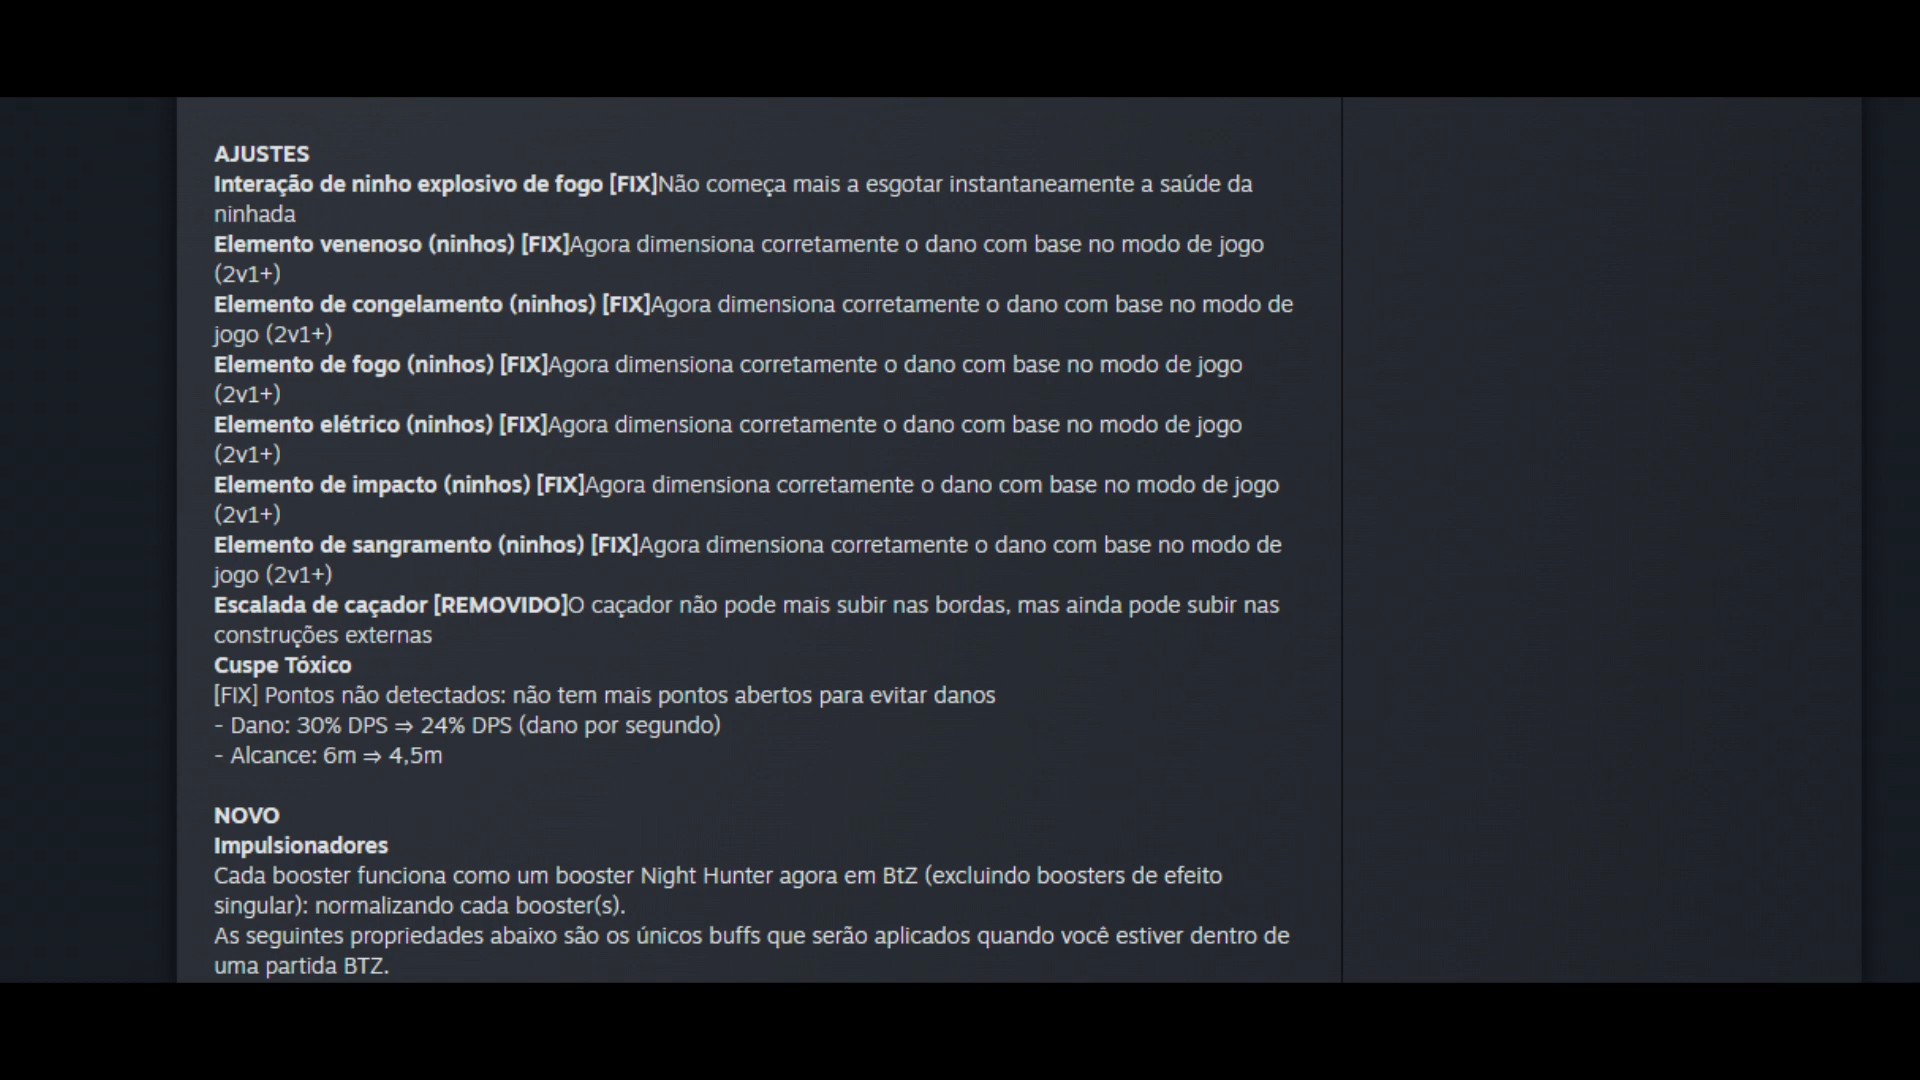 AJUSTES
Interação de ninho explosivo de fogo [FIX]Não começa mais a esgotar instantaneamente a saúde da
ninhada
Elemento venenoso (ninhos) [FIX]Agora dimensiona corretamente o dano com base no modo de jogo
(2v1+)
Elemento de congelamento (ninhos) [FIX]Agora dimensiona corretamente o dano com base no modo de
jogo (2v1+)
Elemento de fogo (ninhos) [FIX]Agora dimensiona corretamente o dano com base no modo de jogo
(2v1+)
Elemento elétrico (ninhos) [FIX]Agora dimensiona corretamente o dano com base no modo de jogo
(2v1+)
Elemento de impacto (ninhos) [FIX]Agora dimensiona corretamente o dano com base no modo de jogo
(2v1+)
Elemento de sangramento (ninhos) [FIX]Agora dimensiona corretamente o dano com base no modo de
jogo (2v1+)
Escalada de caçador [REMOVIDO]O caçador não pode mais subir nas bordas, mas ainda pode subir nas
construções externas
Cuspe Tóxico
[FIX] Pontos não detectados: não tem mais pontos abertos para evitar danos
- Dano: 30% DPS ⇒ 24% DPS (dano por segundo)
- Alcance: 6m ⇒ 4,5m
NOVO
Impulsionadores
Cada booster funciona como um booster Night Hunter agora em BtZ (excluindo boosters de efeito
singular): normalizando cada booster(s).
As seguintes propriedades abaixo são os únicos buffs que serão aplicados quando você estiver dentro de
uma partida BTZ.